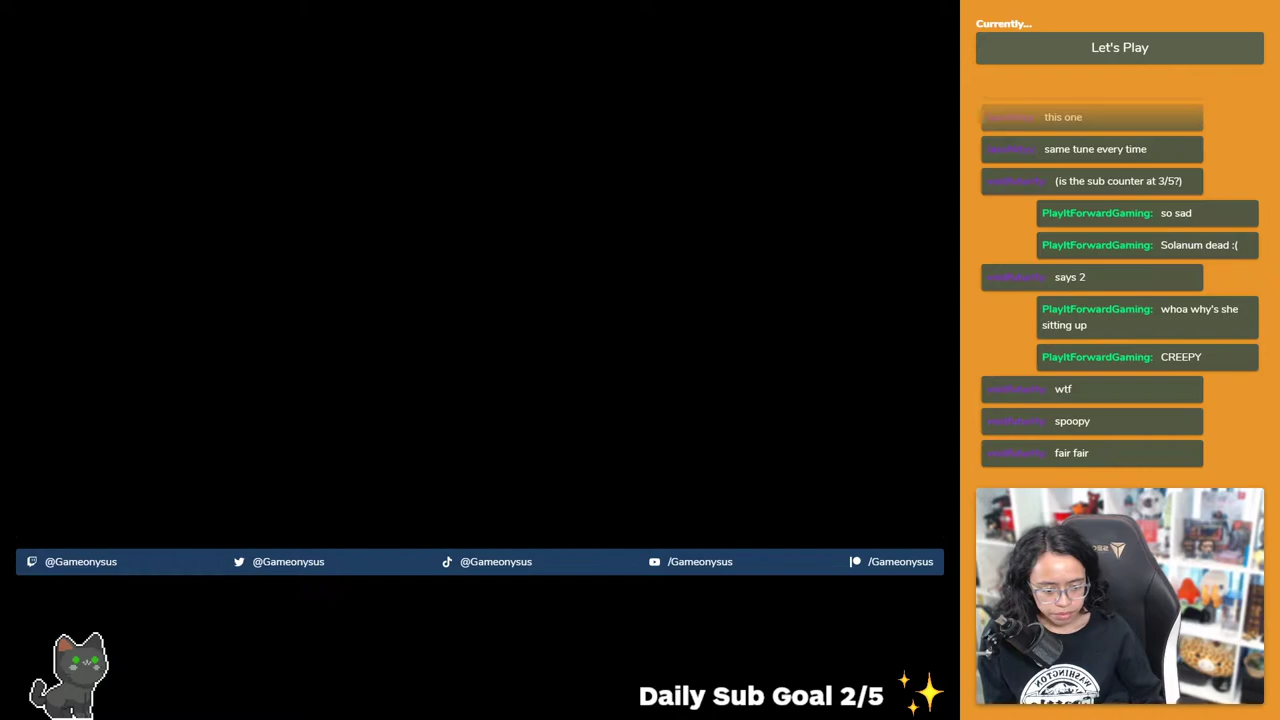 Currently...
Let's Play
this one
same tune every time
(is the sub counter at 3/5?)
PlayItForwardGaming: so sad
PlayItForwardGaming: Solanum dead :(
says 2
PlayItForwardGaming: whoa why's she
sitting up
PlayItForwardGaming: CREEPY
wtf
spoopy
fair fair
@Gameonysus @Gameonysus @Gameonysus /Gameonysus /Gameonysus
WASHINGTON
Daily Sub Goal 2/5